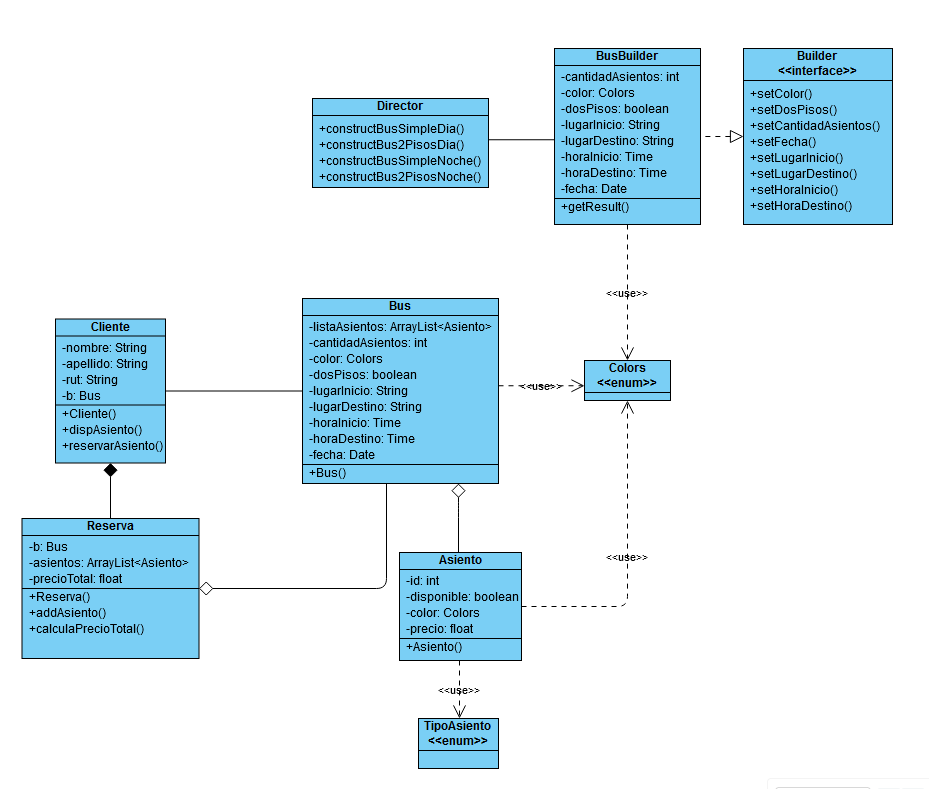 BusBuilder
-cantidadAsientos: int
-color: Colors
-dosPisos: boolean
-lugarInicio: String
-lugarDestino: String
-horaInicio: Time
-horaDestino: Time
-fecha: Date
+getResult()
Builder
<<interface>>
+setColor()
+setDosPisos()
+setCantidadAsientos()
+setFecha()
+setLugarInicio()
+setLugarDestino()
+setHoraInicio()
+setHoraDestino()
Director
+constructBusSimpleDia()
+constructBus2PisosDia()
+constructBusSimpleNoche()
+constructBus2PisosNoche()
<<use>>
Bus
-listaAsientos: ArrayList<Asiento>
-cantidadAsientos: int
-color: Colors
-dosPisos: boolean
-lugarInicio: String
-lugarDestino: String
-horaInicio: Time
-horaDestino: Time
-fecha: Date
+Bus()
Cliente
-nombre: String
-apellido: String
-rut: String
-b: Bus
+Cliente()
+dispAsiento()
+reservarAsiento()
<<use>>
Colors
<<enum>>
Reserva
-b: Bus
-asientos: ArrayList<Asiento>
-precioTotal: float
+Reserva()
+addAsiento()
+calculaPrecioTotal()
Asiento
-id: int
-disponible: boolean
-color: Colors
-precio: float
+Asiento()
<<use>>
<<use>>
TipoAsiento
<<enum>>